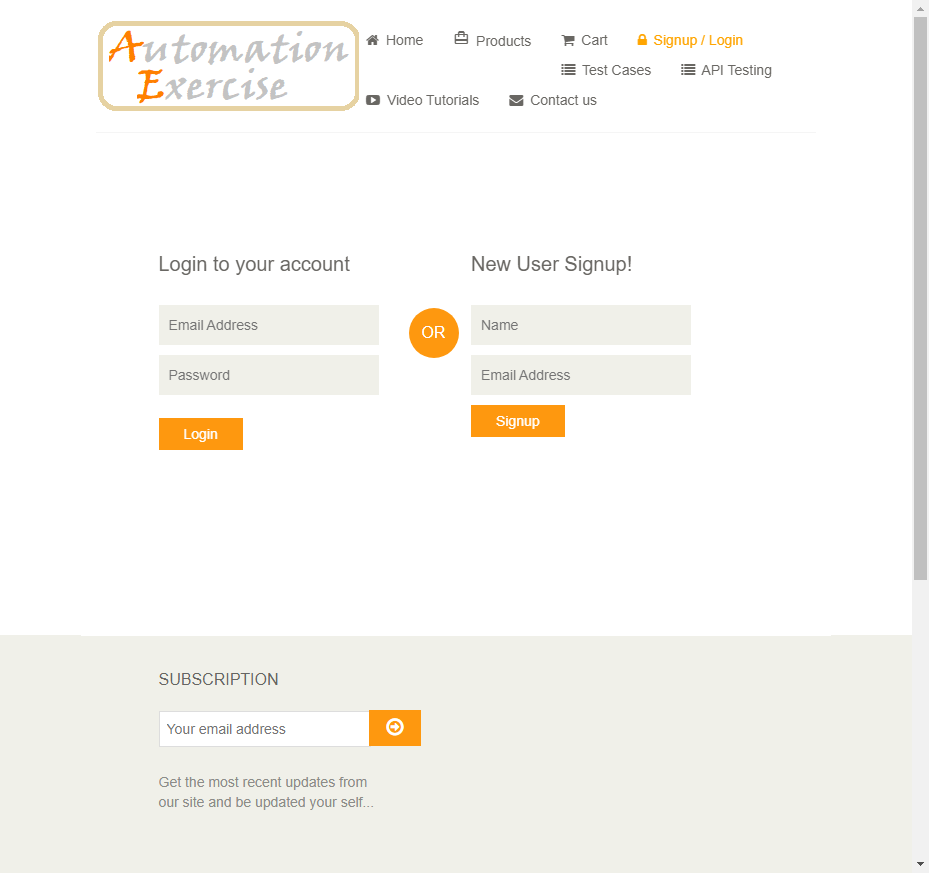 Automation
Exercise
Home Products Cart Signup / Login
Test Cases API Testing
Video Tutorials Contact us
Login to your account
Email Address
Password
Login
OR
New User Signup!
Name
Email Address
Signup
SUBSCRIPTION
Your email address
Get the most recent updates from
our site and be updated your self...